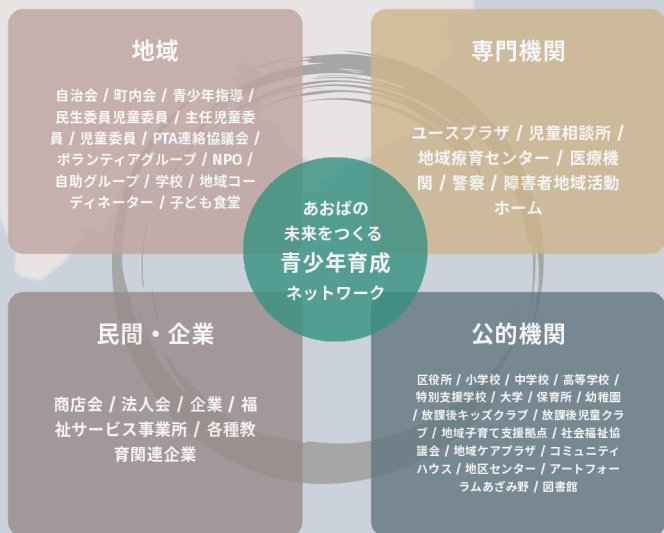 地域
自治会 / 町内会 / 青少年指導 /
民生委員児童委員 / 主任児童委
員 / 児童委員 / PTA連絡協議会 /
ボランティアグループ / NPO /
自助グループ / 学校 / 地域コー
ディネーター / 子ども食堂
専門機関
ユースプラザ / 児童相談所 /
地域療育センター / 医療機
関 / 警察 / 障害者地域活動
ホーム
あおばの
未来をつくる
青少年育成
ネットワーク
民間・企業
商店会 / 法人会 / 企業 / 福
祉サービス事業所 / 各種教
育関連企業
公的機関
区役所 / 小学校 / 中学校 / 高等学校 /
特別支援学校 / 大学 / 保育所 / 幼稚園
/ 放課後キッズクラブ / 放課後児童クラ
ブ / 地域子育て支援拠点 / 社会福祉協
議会 / 地域ケアプラザ / コミュニティ
ハウス / 地区センター / アートフォー
ラムあざみ野 / 図書館